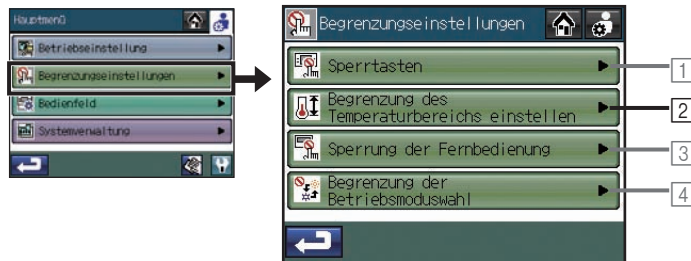 Hauptmenü
Betriebseinstellung
Begrenzungseinstellungen
Bedienfeld
Systemverwaltung
Begrenzungseinstellungen
Sperrtasten
1
Begrenzung des
Temperaturbereichs einstellen
2
Sperrung der Fernbedienung
3
Begrenzung der
Betriebsmoduswahl
4